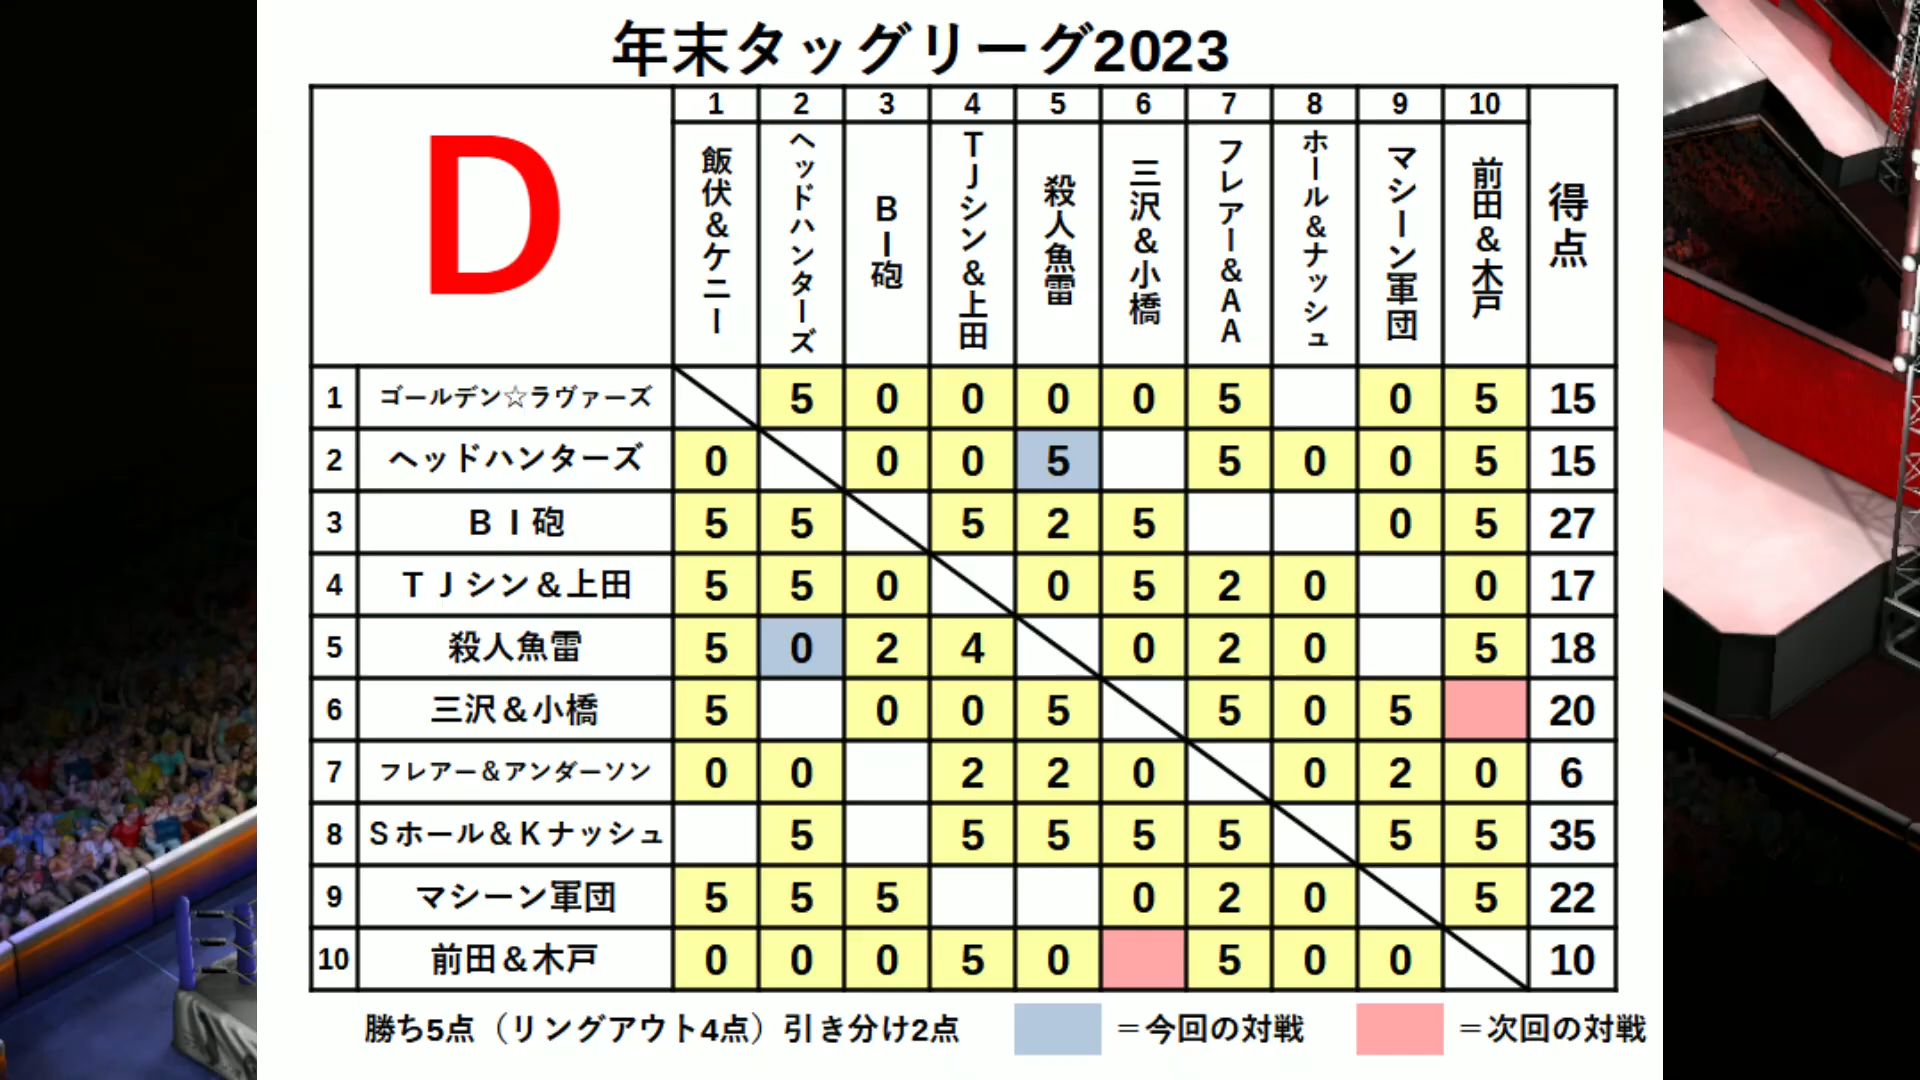 年末タッグリーグ2023
D
1 2 3 4 5 6 7 8 9 10
飯伏&ケニー ヘッドハンターズ BI砲 TJシン&上田 殺人魚雷 三沢&小橋 フレアー&AA ホール&ナッシュ マシーン軍団 前田&木戸 得点
1 ゴールデン☆ラヴァーズ 5 0 0 0 0 5 0 5 15
2 ヘッドハンターズ 0 0 0 5 5 0 0 5 15
3 ＢＩ砲 5 5 5 2 5 0 5 27
4 ＴＪシン＆上田 5 5 0 0 5 2 0 0 17
5 殺人魚雷 5 0 2 4 0 2 0 5 18
6 三沢＆小橋 5 0 0 5 5 0 5 20
7 フレアー＆アンダーソン 0 0 2 2 0 0 2 0 6
8 Ｓホール＆Ｋナッシュ 5 5 5 5 5 5 5 35
9 マシーン軍団 5 5 5 0 2 0 5 22
10 前田＆木戸 0 0 0 5 0 5 0 0 10
勝ち5点（リングアウト4点）引き分け2点 ＝今回の対戦 ＝次回の対戦